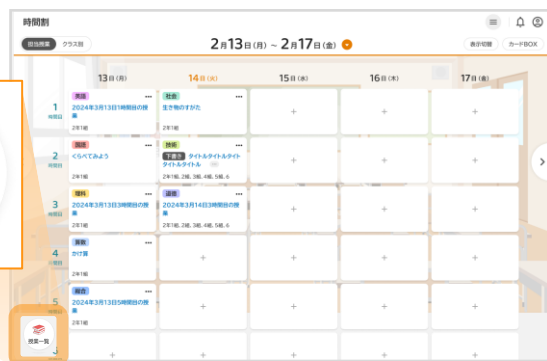 時間割
担当授業 クラス別
2月13日(月) ~ 2月17日(金)
表示切替 カードBOX
13日(月) 14日(火) 15日(水) 16日(木) 17日(金)
1
時間目
英語
2024年3月13日1時間目の授業
2年1組
社会
生き物のすがた
2年1組
2
時間目
国語
くらべてみよう
2年1組
技術
下書き タイトルタイトルタイト
ルタイトルタイトル
2年1組, 2組, 3組, 4組, 5組, 6
3
時間目
理科
2024年3月13日3時間目の授業
2年1組
道徳
2024年3月14日3時間目の授業
2年1組, 2組, 3組, 4組, 5組, 6
4
時間目
算数
かけ算
2年1組
5
時間目
総合
2024年3月13日5時間目の授業
2年1組
授業一覧